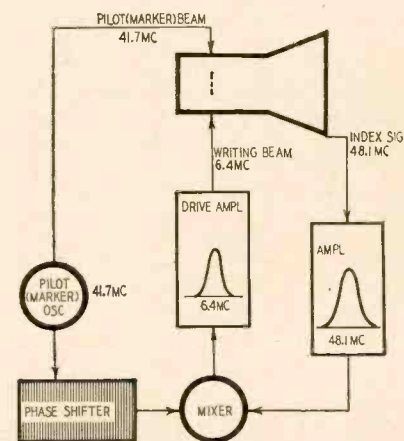 PILOT(MARKER)BEAM
41.7MC
INDEX SIG
48.1MC
WRITING BEAM
6.4MC
DRIVE AMPL
6.4MC
AMPL
48.1MC
PILOT
(MARKER)
OSC
41.7MC
PHASE SHIFTER
MIXER